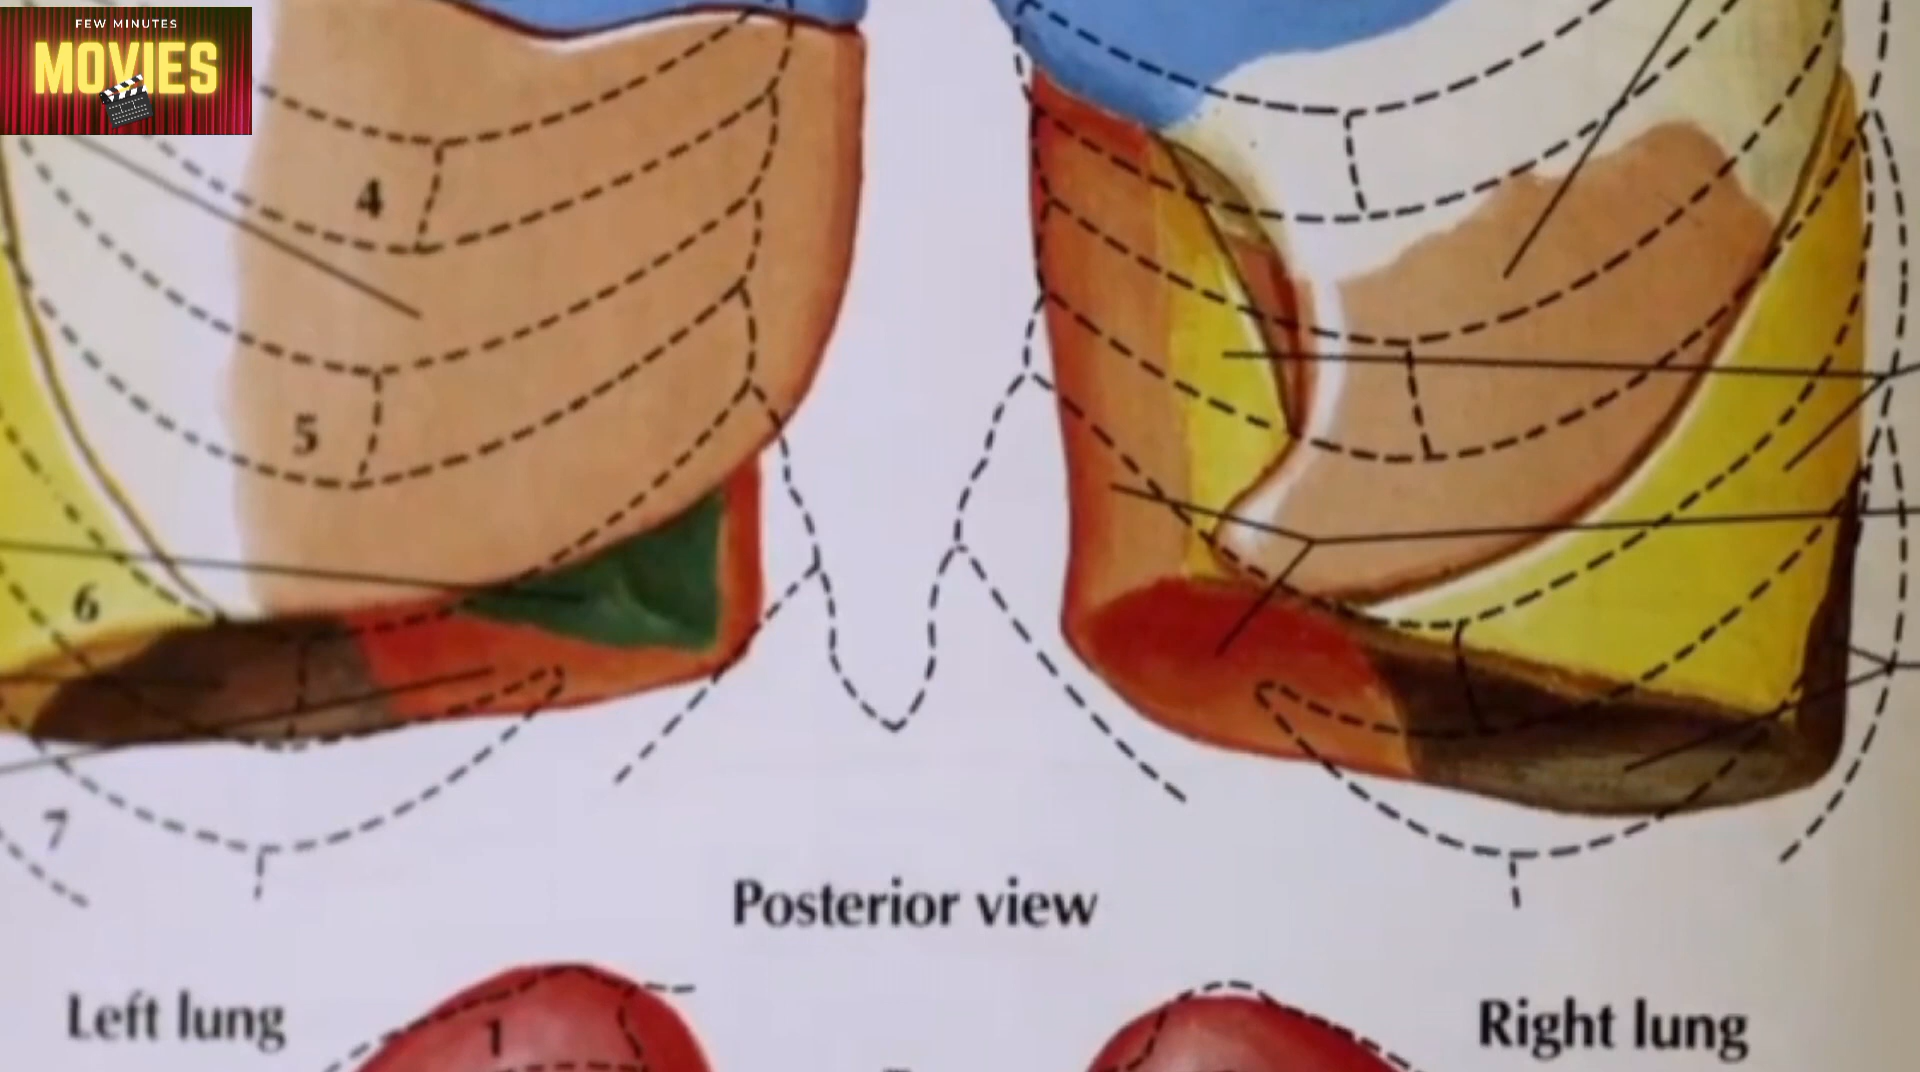 FEW MINUTES
MOVIES
4
5
6
7
Posterior view
Left lung
Right lung
1